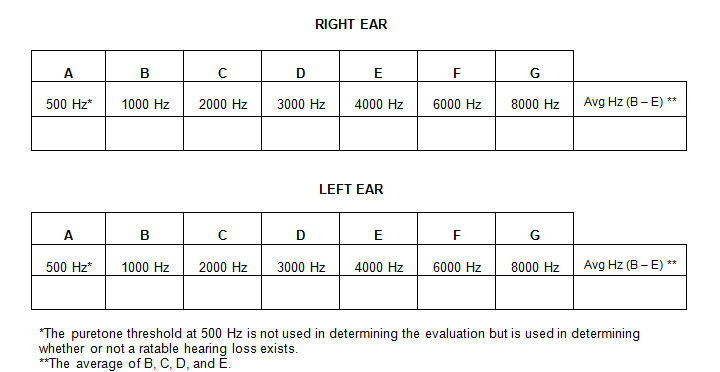 RIGHT EAR
A B C D E F G
500 Hz* 1000 Hz 2000 Hz 3000 Hz 4000 Hz 6000 Hz 8000 Hz Avg Hz (B – E) **
LEFT EAR
A B C D E F G
500 Hz* 1000 Hz 2000 Hz 3000 Hz 4000 Hz 6000 Hz 8000 Hz Avg Hz (B – E) **
*The puretone threshold at 500 Hz is not used in determining the evaluation but is used in determining
whether or not a ratable hearing loss exists.
**The average of B, C, D, and E.